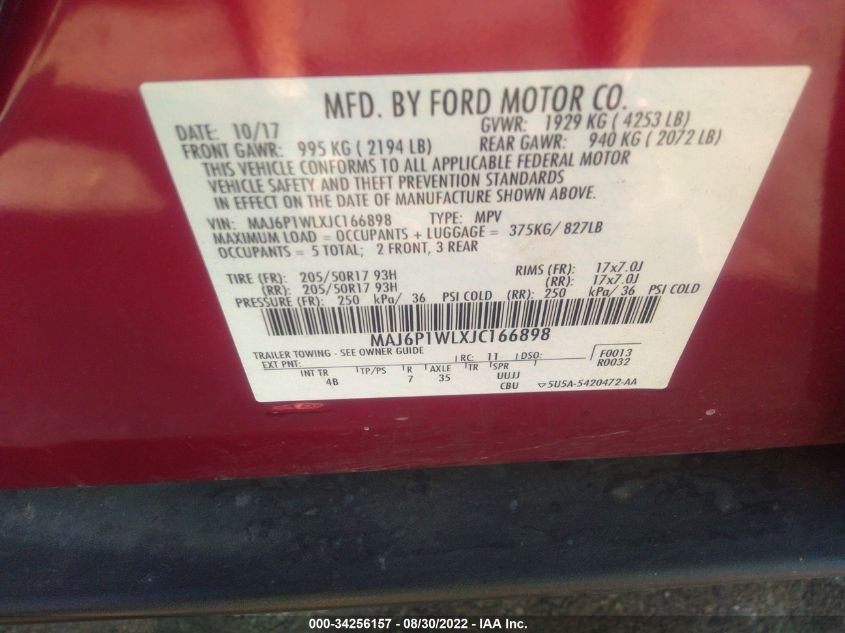 MFD. BY FORD MOTOR CO.
DATE: 10/17 GVWR: 1929 KG ( 4253 LB)
FRONT GAWR: 995 KG ( 2194 LB) REAR GAWR: 940 KG ( 2072 LB)
THIS VEHICLE CONFORMS TO ALL APPLICABLE FEDERAL MOTOR
VEHICLE SAFETY AND THEFT PREVENTION STANDARDS
IN EFFECT ON THE DATE OF MANUFACTURE SHOWN ABOVE.
VIN: MAJ6P1WLXJC166898 TYPE: MPV
MAXIMUM LOAD = OCCUPANTS + LUGGAGE = 375KG/ 827LB
OCCUPANTS = 5 TOTAL; 2 FRONT, 3 REAR
TIRE (FR): 205/50R17 93H RIMS (FR): 17x7.0J
(RR): 205/50R17 93H (RR): 17x7.0J
PRESSURE (FR): 250 kPa/ 36 PSI COLD (RR): 250 kPa/ 36 PSI COLD
MAJ6P1WLXJC166898
TRAILER TOWING - SEE OWNER GUIDE
EXT PNT: RC: 11 DSO: F0013
R0032
INT TR TP/PS R AXLE TR SPR
4B 7 35 UUJJ
CBU ▽5U5A-5420472-AA
000-34256157 - 08/30/2022 - IAA Inc.